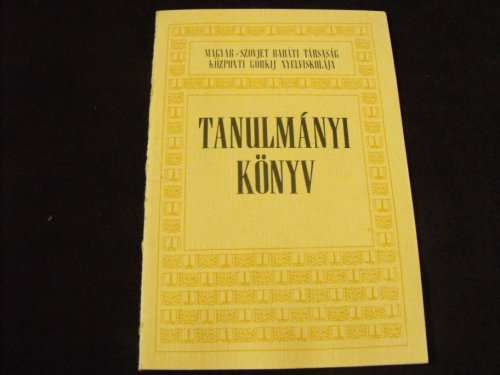 MAGYAR-SZOVJET BARÁTI TÁRSASÁG
KÖZPONTI GORKIJ NYELVISKOLÁJA
TANULMÁNYI
KÖNYV